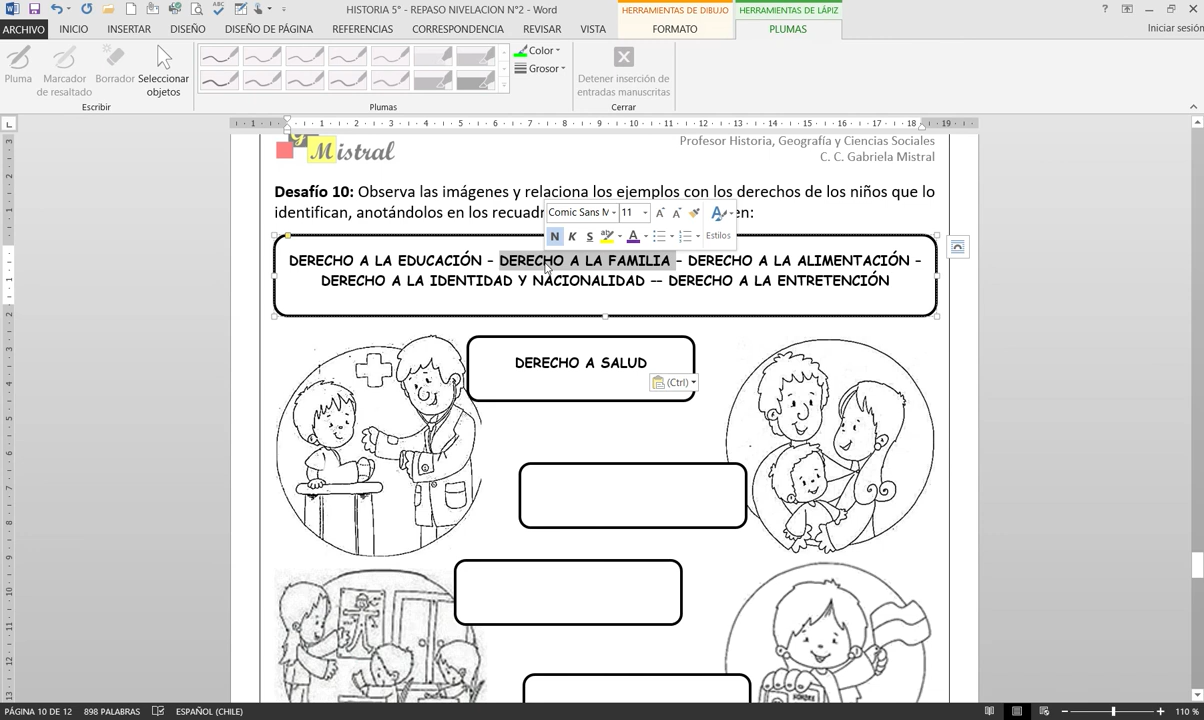 HISTORIA 5° - REPASO NIVELACION N°2 - Word
HERRAMIENTAS DE DIBUJO
HERRAMIENTAS DE LÁPIZ
ARCHIVO INICIO INSERTAR DISEÑO DISEÑO DE PÁGINA REFERENCIAS CORRESPONDENCIA REVISAR VISTA FORMATO PLUMAS Iniciar sesión
Pluma Marcador de resaltado Borrador Seleccionar objetos
Color
Grosor
Detener inserción de entradas manuscritas
Escribir Plumas Cerrar
Mistral
Profesor Historia, Geografía y Ciencias Sociales
C. C. Gabriela Mistral
Desafío 10: Observa las imágenes y relaciona los ejemplos con los derechos de los niños que lo
identifican, anotándolos en los recuadr en:
Comic Sans M 11
N K S Estilos
DERECHO A LA EDUCACIÓN - DERECHO A LA FAMILIA - DERECHO A LA ALIMENTACIÓN -
DERECHO A LA IDENTIDAD Y NACIONALIDAD -- DERECHO A LA ENTRETENCIÓN
DERECHO A SALUD
(Ctrl)
PÁGINA 10 DE 12 898 PALABRAS ESPAÑOL (CHILE) 110 %